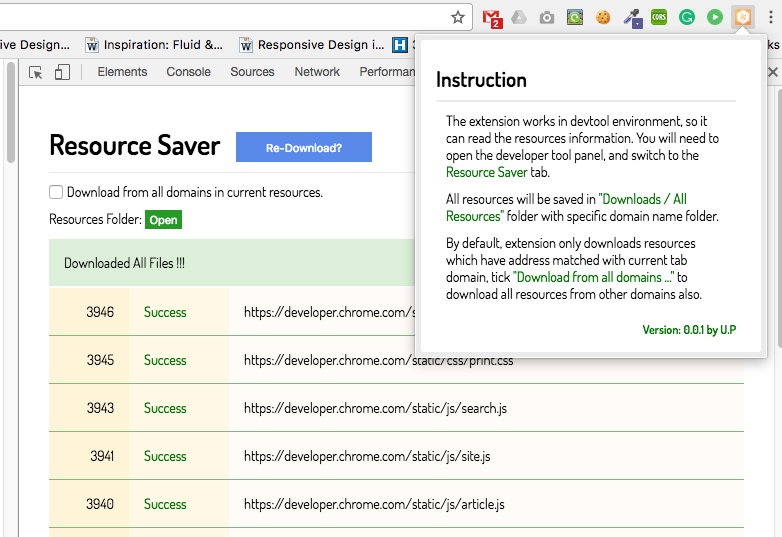 2
CORS
ive Design...
Inspiration: Fluid &...
Responsive Design i...
H
ks
Elements
Console
Sources
Network
Instruction
The extension works in devtool environment, so it
can read the resources information. You will need to
open the developer tool panel, and switch to the
Resource Saver tab.
All resources will be saved in "Downloads / All
Resources" folder with specific domain name folder.
By default, extension only downloads resources
which have address matched with current tab
domain, tick "Download from all domains ..." to
download all resources from other domains also.
Version: 0.0.1 by U.P
Resource Saver
Re-Download?
Download from all domains in current resources.
Resources Folder: Open
Downloaded All Files !!!
3946 Success https://developer.chrome.com/s
3945 Success https://developer.chrome.com/static/css/print.css
3943 Success https://developer.chrome.com/static/js/search.js
3941 Success https://developer.chrome.com/static/js/site.js
3940 Success https://developer.chrome.com/static/js/article.js